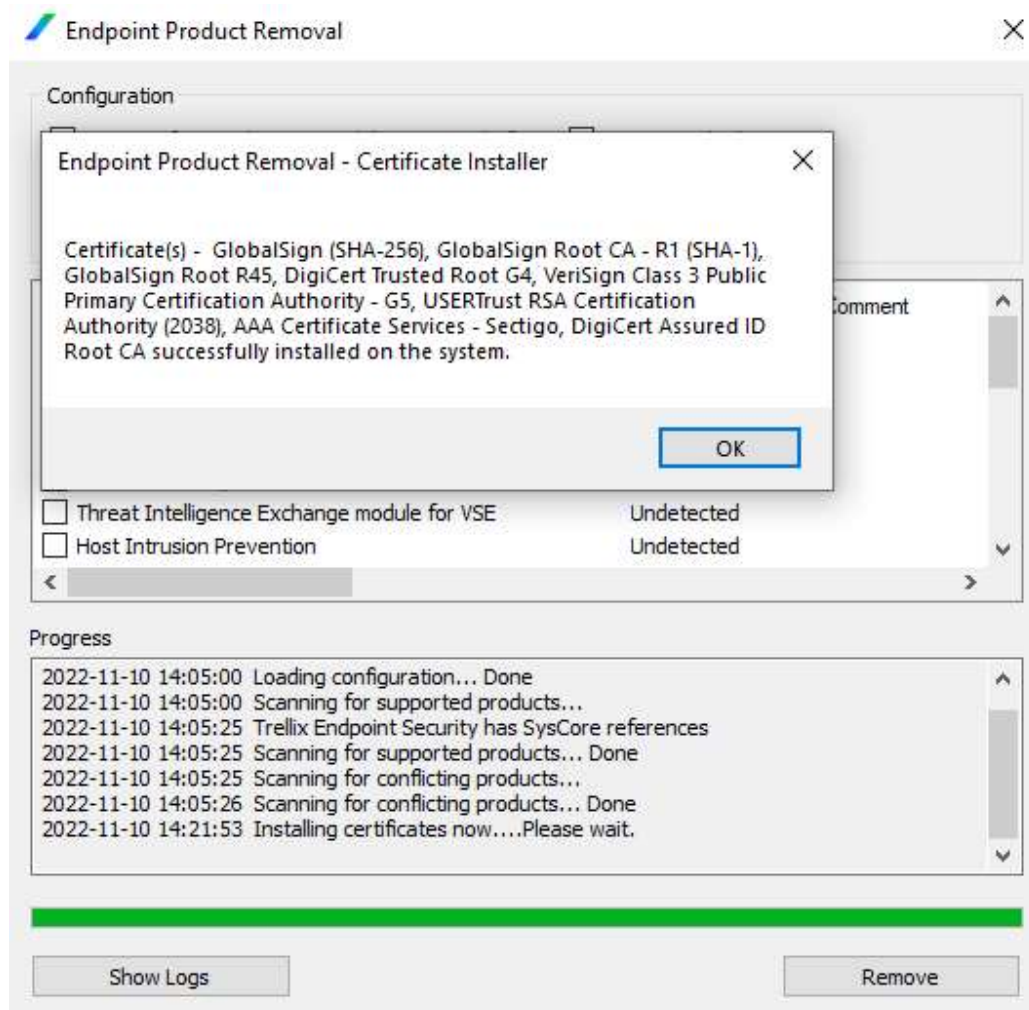 Endpoint Product Removal
Configuration
Endpoint Product Removal - Certificate Installer
Certificate(s) -  GlobalSign (SHA-256), GlobalSign Root CA - R1 (SHA-1),
GlobalSign Root R45, DigiCert Trusted Root G4, VeriSign Class 3 Public
Primary Certification Authority - G5, USERTrust RSA Certification
Authority (2038), AAA Certificate Services - Sectigo, DigiCert Assured ID
Root CA successfully installed on the system.
OK
Comment
Threat Intelligence Exchange module for VSE Undetected
Host Intrusion Prevention Undetected
Progress
2022-11-10 14:05:00 Loading configuration... Done
2022-11-10 14:05:00 Scanning for supported products...
2022-11-10 14:05:25 Trellix Endpoint Security has SysCore references
2022-11-10 14:05:25 Scanning for supported products... Done
2022-11-10 14:05:25 Scanning for conflicting products...
2022-11-10 14:05:26 Scanning for conflicting products... Done
2022-11-10 14:21:53 Installing certificates now....Please wait.
Show Logs
Remove